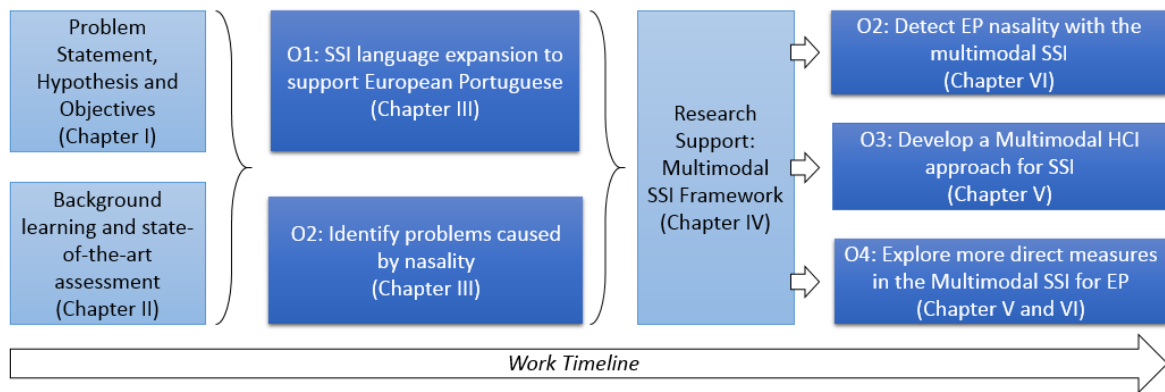 Problem
Statement,
Hypothesis and
Objectives
(Chapter I)
Background
learning and state-
of-the-art
assessment
(Chapter II)
O1: SSI language expansion to
support European Portuguese
(Chapter III)
O2: Identify problems caused
by nasality
(Chapter III)
Research
Support:
Multimodal
SSI Framework
(Chapter IV)
O2: Detect EP nasality with the
multimodal SSI
(Chapter VI)
O3: Develop a Multimodal HCI
approach for SSI
(Chapter V)
O4: Explore more direct measures
in the Multimodal SSI for EP
(Chapter V and VI)
Work Timeline